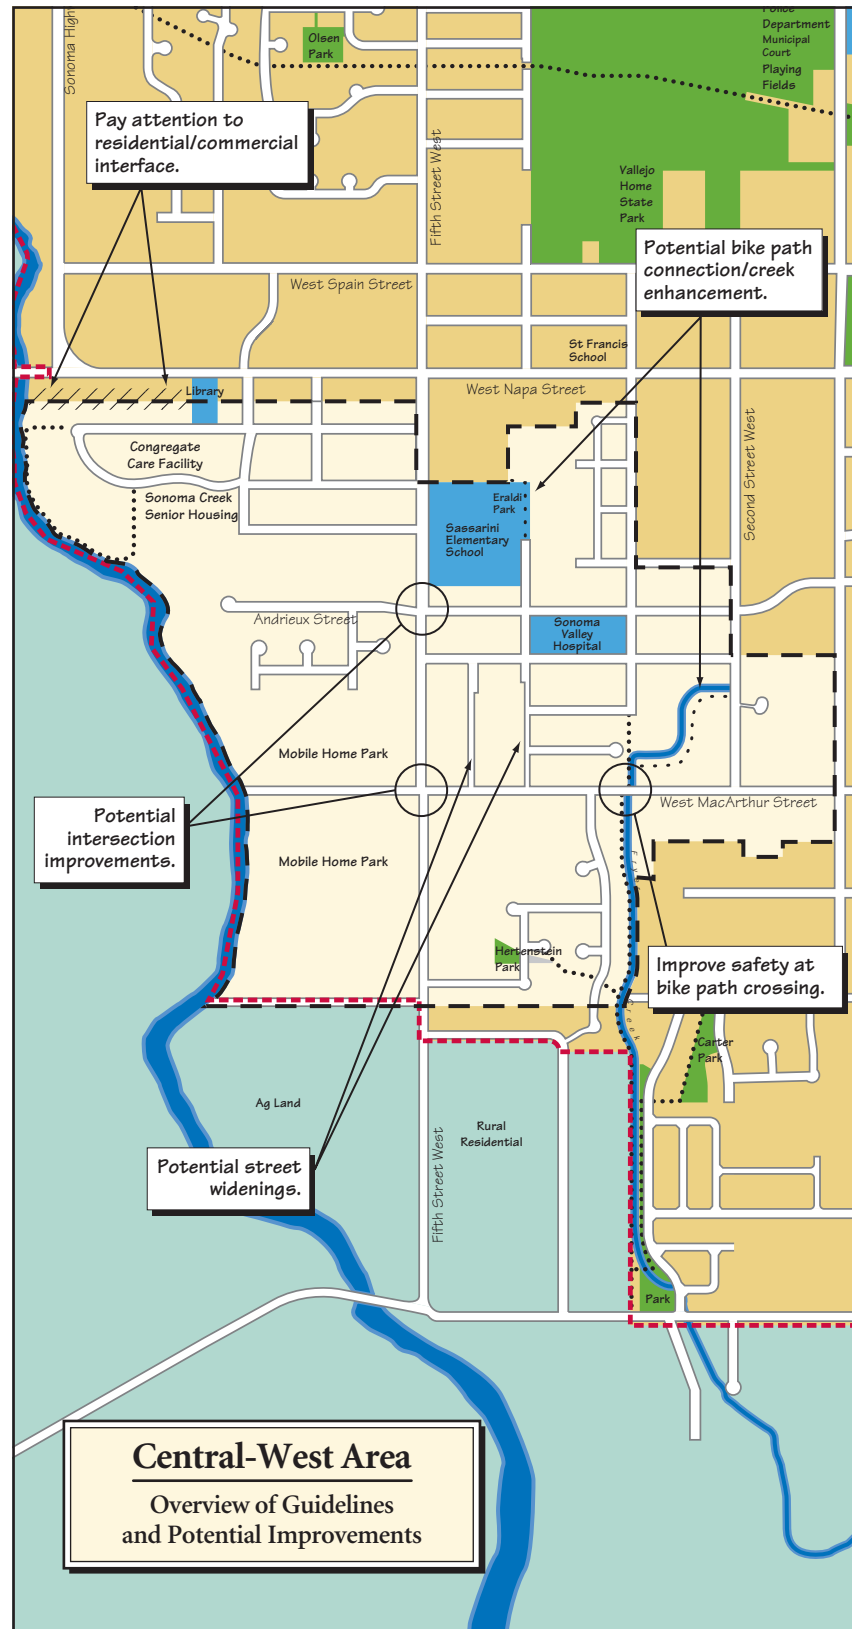 Sonoma High
Olsen
Park
Police
Department
Municipal
Court
Playing
Fields
Pay attention to
residential/commercial
interface.
Fifth Street West
Vallejo
Home
State
Park
Potential bike path
connection/creek
enhancement.
West Spain Street
St Francis
School
Library
West Napa Street
Second Street West
Congregate
Care Facility
Sonoma Creek
Senior Housing
Eraldi
Park
Sassarini
Elementary
School
Andrieux Street
Sonoma
Valley
Hospital
Mobile Home Park
Potential
intersection
improvements.
West MacArthur Street
Mobile Home Park
Fryer
Creek
Hertenstein
Park
Improve safety at
bike path crossing.
Carter
Park
Ag Land
Rural
Residential
Fifth Street West
Potential street
widenings.
Park
Central-West Area
Overview of Guidelines
and Potential Improvements